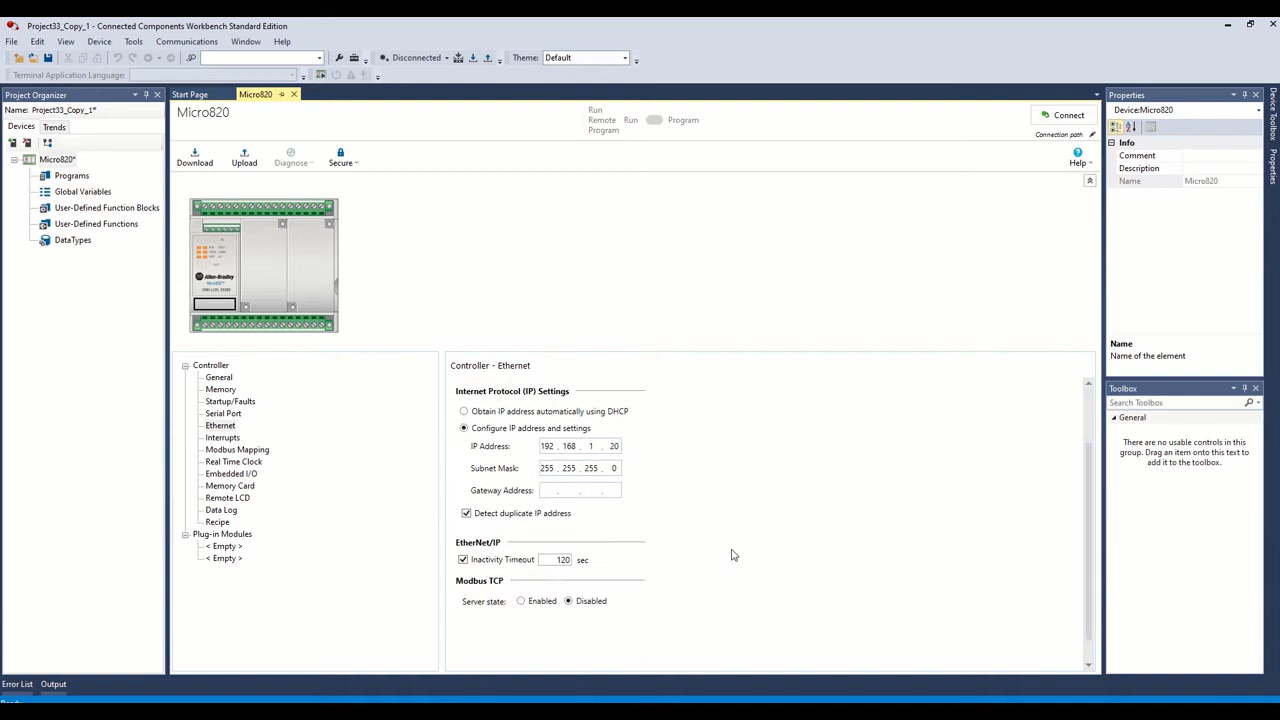 Project33_Copy_1 - Connected Components Workbench Standard Edition
File Edit View Device Tools Communications Window Help
Disconnected Theme: Default
Terminal Application Language:
Project Organizer
Name: Project33_Copy_1*
Devices Trends
Micro820*
Programs
Global Variables
User-Defined Function Blocks
User-Defined Functions
DataTypes
Start Page Micro820
Micro820
Run
Remote Run Program
Program
Connect
Connection path
Download Upload Diagnose Secure Help
Allen-Bradley
Controller
General
Memory
Startup/Faults
Serial Port
Ethernet
Interrupts
Modbus Mapping
Real Time Clock
Embedded I/O
Memory Card
Remote LCD
Data Log
Recipe
Plug-in Modules
< Empty >
< Empty >
Controller - Ethernet
Internet Protocol (IP) Settings
Obtain IP address automatically using DHCP
Configure IP address and settings
IP Address: 192 . 168 . 1 . 20
Subnet Mask: 255 . 255 . 255 . 0
Gateway Address: . . .
Detect duplicate IP address
EtherNet/IP
Inactivity Timeout 120 sec
Modbus TCP
Server state: Enabled Disabled
Properties
Device:Micro820
Info
Comment
Description
Name Micro820
Name
Name of the element
Toolbox
Search Toolbox
General
There are no usable controls in this
group. Drag an item onto this text to
add it to the toolbox.
Device Toolbox
Properties
Error List Output